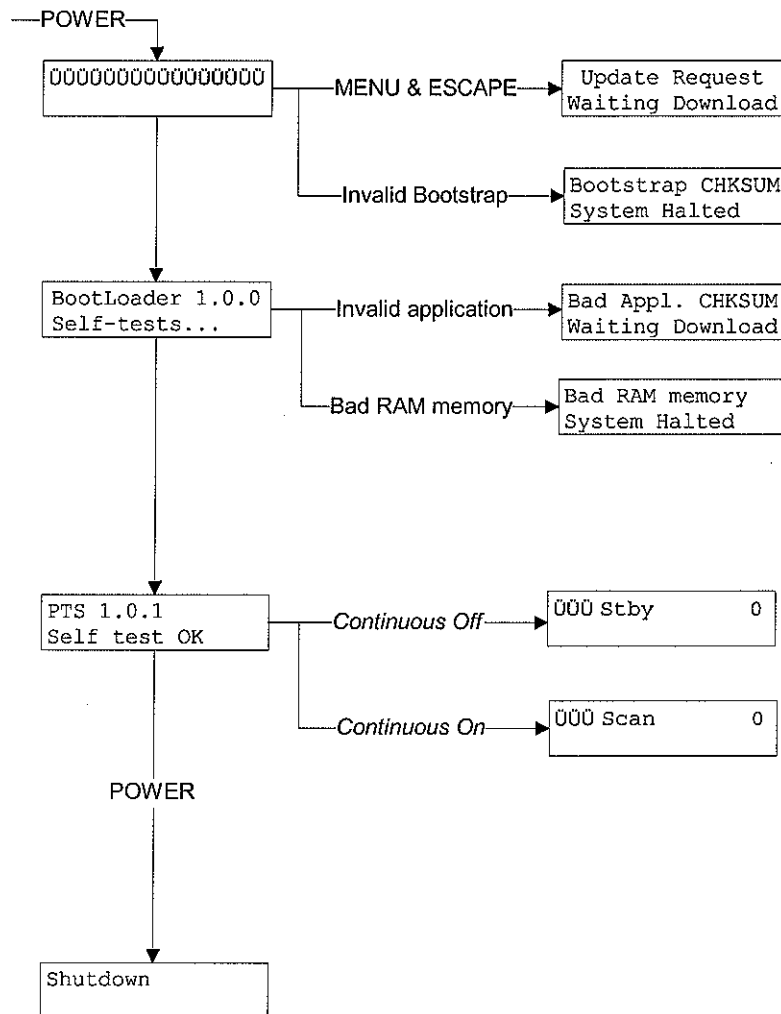 POWER
ÜÜÜÜÜÜÜÜÜÜÜÜÜÜÜÜ
MENU & ESCAPE
Update Request
Waiting Download
Invalid Bootstrap
Bootstrap CHKSUM
System Halted
BootLoader 1.0.0
Self-tests...
Invalid application
Bad Appl. CHKSUM
Waiting Download
Bad RAM memory
Bad RAM memory
System Halted
PTS 1.0.1
Self test OK
Continuous Off
ÜÜÜ Stby 0
Continuous On
ÜÜÜ Scan 0
POWER
Shutdown